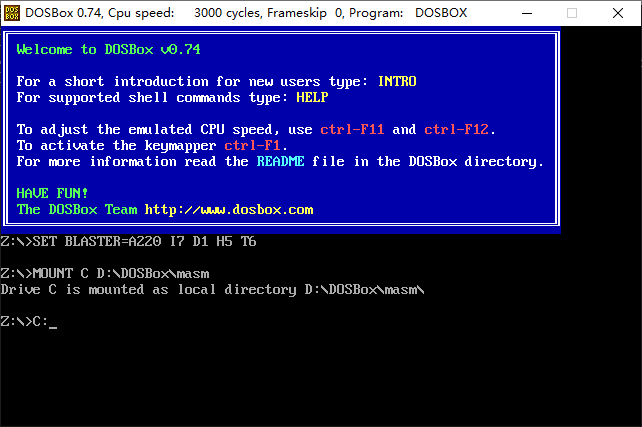 DOSBox 0.74, Cpu speed: 3000 cycles, Frameskip 0, Program: DOSBOX
Welcome to DOSBox v0.74
For a short introduction for new users type: INTRO
For supported shell commands type: HELP
To adjust the emulated CPU speed, use ctrl-F11 and ctrl-F12.
To activate the keymapper ctrl-F1.
For more information read the README file in the DOSBox directory.
HAVE FUN!
The DOSBox Team http://www.dosbox.com
Z:\>SET BLASTER=A220 I7 D1 H5 T6
Z:\>MOUNT C D:\DOSBox\masm
Drive C is mounted as local directory D:\DOSBox\masm\
Z:\>C:_